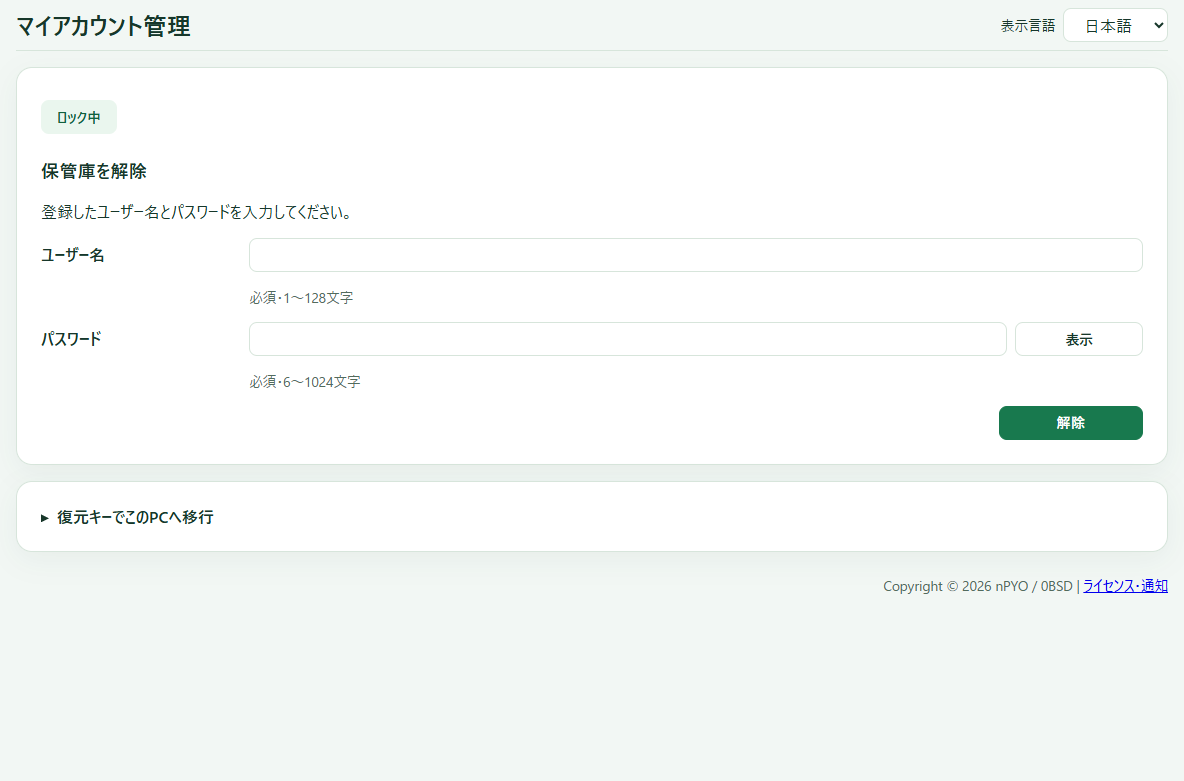 マイアカウント管理
表示言語 日本語
ロック中
保管庫を解除
登録したユーザー名とパスワードを入力してください。
ユーザー名
必須・1～128文字
パスワード 表示
必須・6～1024文字
解除
▶ 復元キーでこのPCへ移行
Copyright © 2026 nPYO / 0BSD | ライセンス・通知